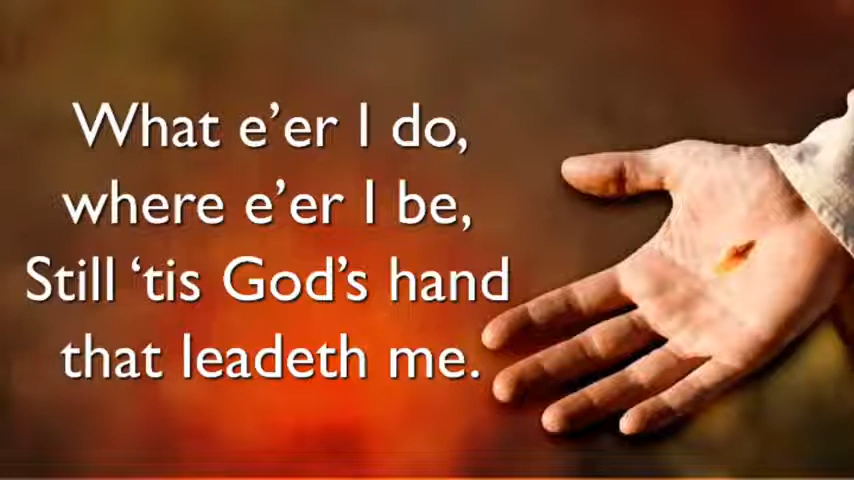 What e’er I do,
where e’er I be,
Still ‘tis God’s hand
that leadeth me.